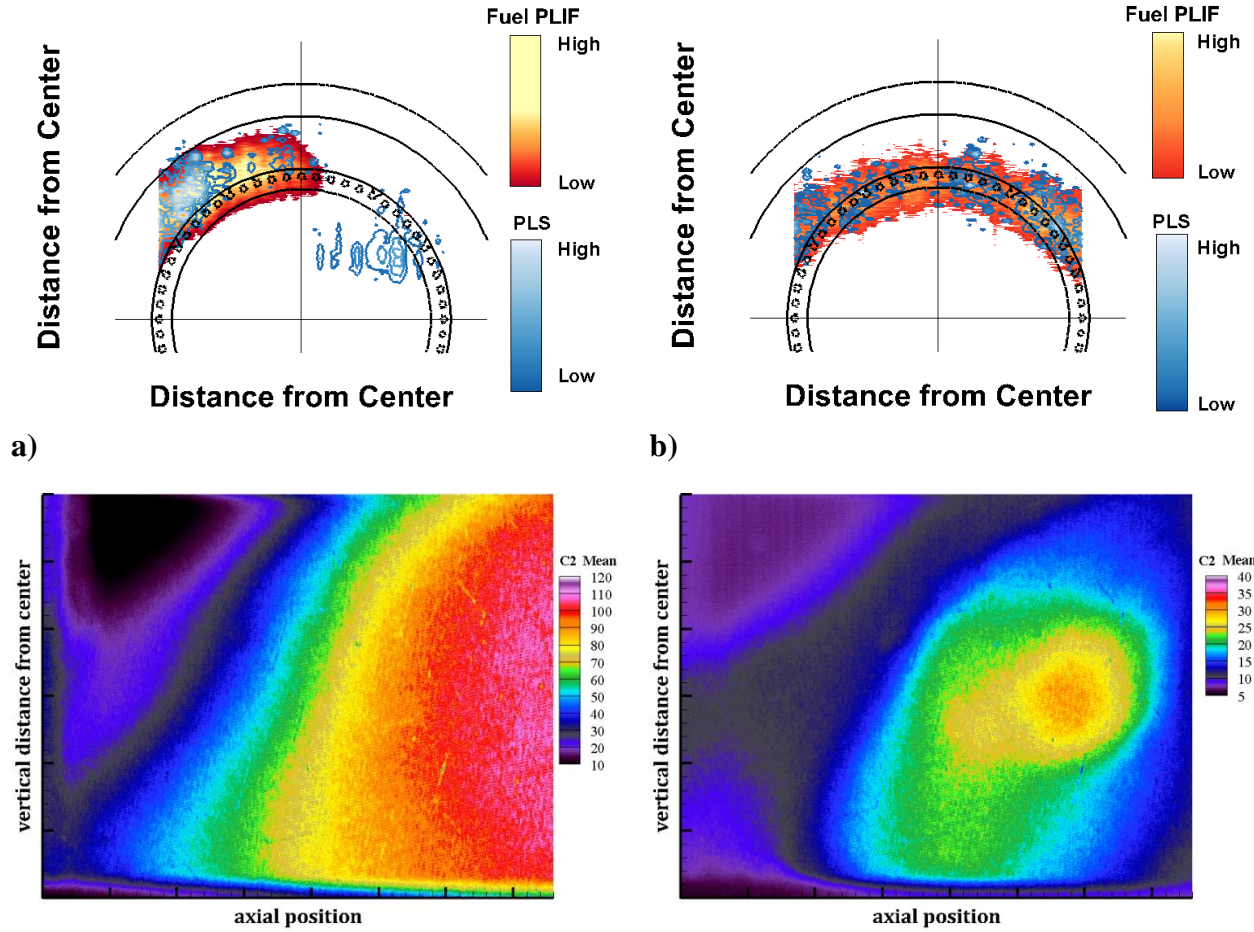 Fuel PLIF
High
Low
PLS
High
Low
Distance from Center
Distance from Center
Fuel PLIF
High
Low
PLS
High
Low
Distance from Center
Distance from Center
a)
b)
vertical distance from center
axial position
C2 Mean
120
110
100
90
80
70
60
50
40
30
20
10
vertical distance from center
axial position
C2 Mean
40
35
30
25
20
15
10
5